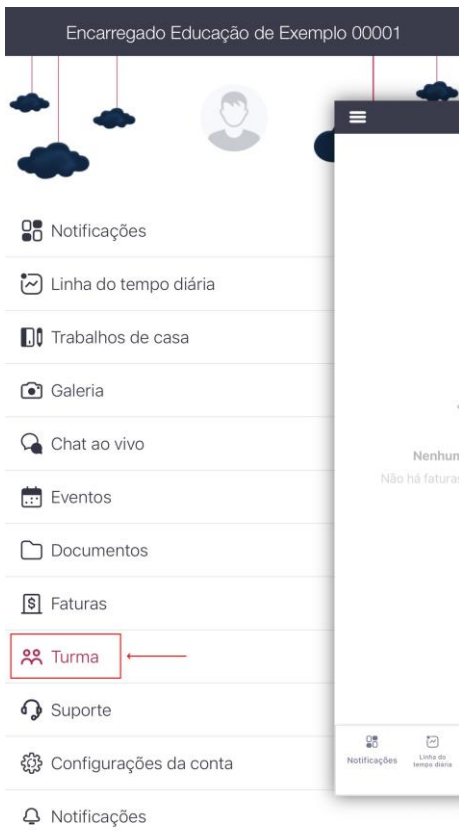 Encarregado Educação de Exemplo 00001
Notificações
Linha do tempo diária
Trabalhos de casa
Galeria
Chat ao vivo
Eventos
Documentos
Faturas
Turma
Suporte
Configurações da conta
Notificações
Não há faturas
Notificações
Linha do
tempo diária